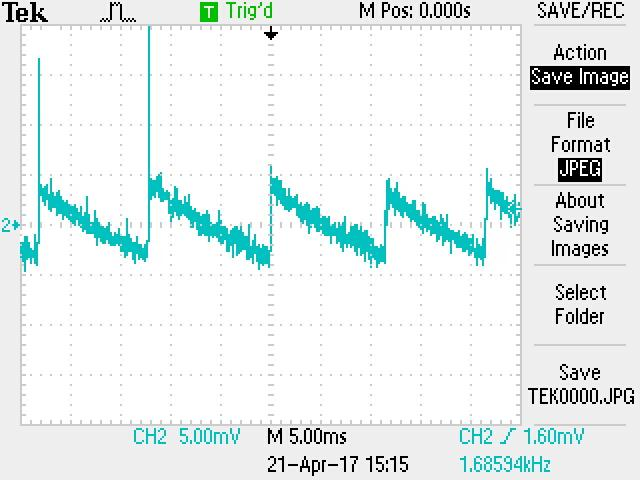 Tek T Trig'd M Pos: 0.000s SAVE/REC
Action
Save Image
File
Format
JPEG
About
Saving
Images
2
Select
Folder
Save
TEK0000.JPG
CH2 5.00mV M 5.00ms CH2 1.60mV
21-Apr-17 15:15 1.68594kHz